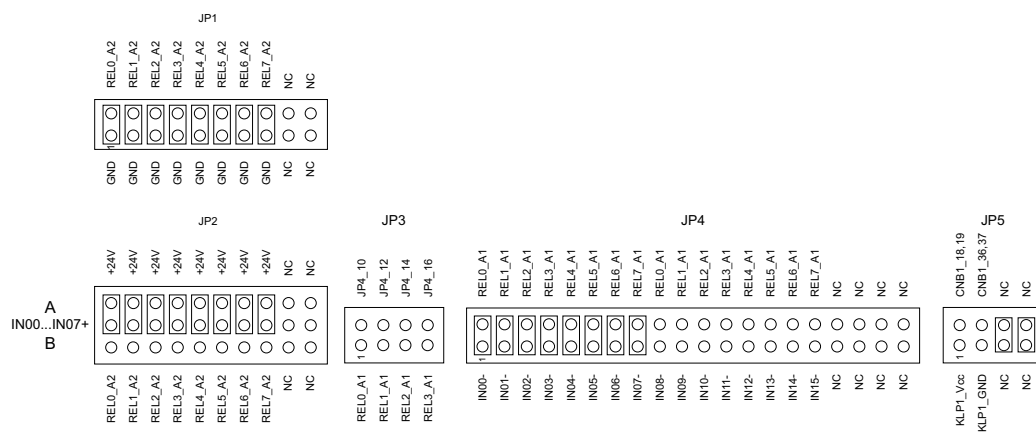 JP1
REL0_A2 REL1_A2 REL2_A2 REL3_A2 REL4_A2 REL5_A2 REL6_A2 REL7_A2 NC NC
1
GND GND GND GND GND GND GND GND NC NC
JP2
+24V +24V +24V +24V +24V +24V +24V +24V NC NC
A
IN00...IN07+
B
REL0_A2 REL1_A2 REL2_A2 REL3_A2 REL4_A2 REL5_A2 REL6_A2 REL7_A2 NC NC
JP3
JP4_10 JP4_12 JP4_14 JP4_16
1
REL0_A1 REL1_A1 REL2_A1 REL3_A1
JP4
REL0_A1 REL1_A1 REL2_A1 REL3_A1 REL4_A1 REL5_A1 REL6_A1 REL7_A1 REL0_A1 REL1_A1 REL2_A1 REL3_A1 REL4_A1 REL5_A1 REL6_A1 REL7_A1 NC NC NC NC
1
IN00- IN01- IN02- IN03- IN04- IN05- IN06- IN07- IN08- IN09- IN10- IN11- IN12- IN13- IN14- IN15- NC NC NC NC
JP5
CNB1_18,19 CNB1_36,37 NC NC
1
KLP1_Vcc KLP1_GND NC NC